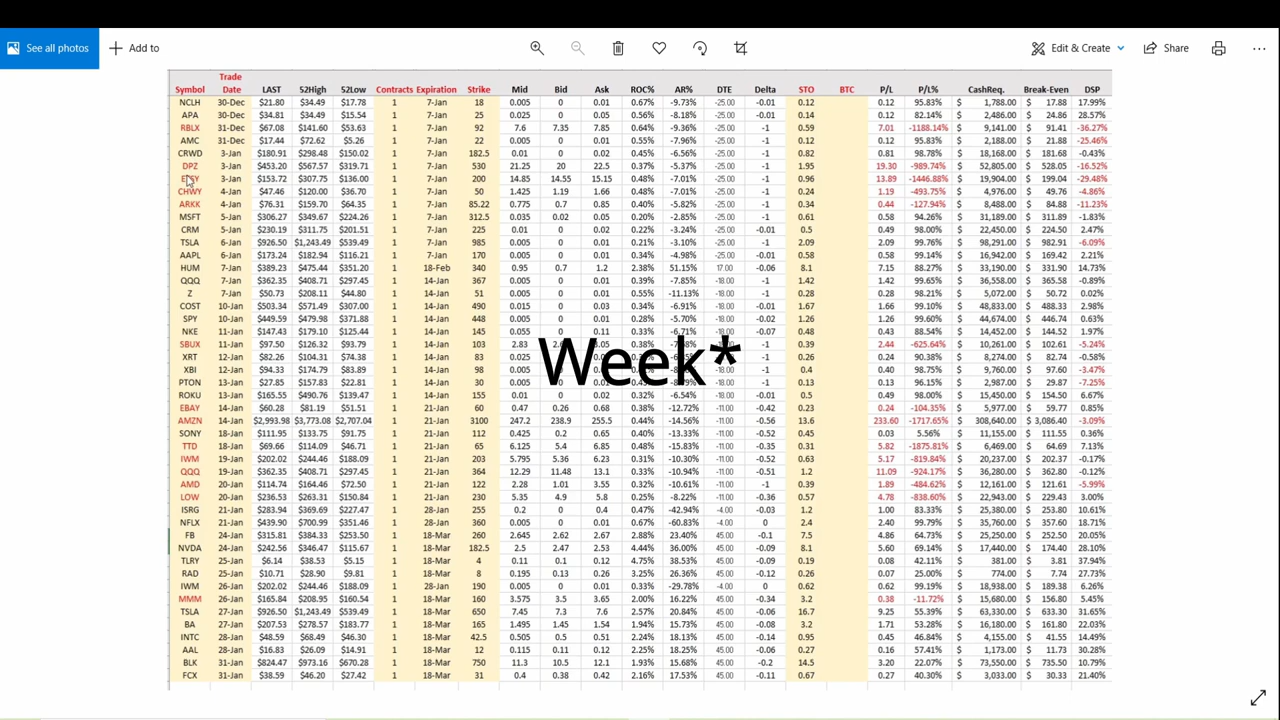 See all photos
Add to
Edit & Create
Share
Trade
Symbol Date LAST 52High 52Low Contracts Expiration Strike Mid Bid Ask ROC% AR% DTE Delta STO BTC P/L P/L% CashReq. Break-Even DSP
NCLH 30-Dec $21.80 $34.49 $17.78 1 7-Jan 18 0.005 0 0.01 0.67% -9.73% -25.00 -0.01 0.12 0.12 95.83% $ 1,788.00 $ 17.88 17.99%
APA 30-Dec $34.81 $34.49 $15.54 1 7-Jan 25 0.025 0 0.05 0.56% -8.18% -25.00 -0.01 0.14 0.12 82.14% $ 2,486.00 $ 24.86 28.57%
RBLX 31-Dec $67.08 $141.60 $53.63 1 7-Jan 92 7.6 7.35 7.85 0.64% -9.36% -25.00 -1 0.59 7.01 -1188.14% $ 9,141.00 $ 91.41 -36.27%
AMC 31-Dec $17.44 $72.62 $5.26 1 7-Jan 22 0.005 0 0.01 0.55% -7.96% -25.00 -1 0.12 0.12 95.83% $ 2,188.00 $ 21.88 -25.46%
CRWD 3-Jan $180.91 $298.48 $150.02 1 7-Jan 182.5 0.01 0 0.02 0.45% -6.56% -25.00 -1 0.82 0.81 98.78% $ 18,168.00 $ 181.68 -0.43%
DPZ 3-Jan $453.20 $567.57 $319.71 1 7-Jan 530 21.25 20 22.5 0.37% -5.37% -25.00 -1 1.95 19.30 -989.74% $ 52,805.00 $ 528.05 -16.52%
3-Jan $153.72 $307.75 $136.00 1 7-Jan 200 14.85 14.55 15.15 0.48% -7.01% -25.00 -1 0.96 13.89 -1446.88% $ 19,904.00 $ 199.04 -29.48%
CHWY 4-Jan $47.46 $120.00 $36.70 1 7-Jan 50 1.425 1.19 1.66 0.48% -7.01% -25.00 -1 0.24 1.19 -493.75% $ 4,976.00 $ 49.76 -4.86%
ARKK 4-Jan $76.31 $159.70 $64.35 1 7-Jan 85.22 0.775 0.7 0.85 0.40% -5.82% -25.00 -1 0.34 0.44 -127.94% $ 8,488.00 $ 84.88 -11.23%
MSFT 5-Jan $306.27 $349.67 $224.26 1 7-Jan 312.5 0.035 0.02 0.05 0.20% -2.85% -25.00 -1 0.61 0.58 94.26% $ 31,189.00 $ 311.89 -1.83%
CRM 5-Jan $230.19 $311.75 $201.51 1 7-Jan 225 0.01 0 0.02 0.22% -3.24% -25.00 -0.01 0.5 0.49 98.00% $ 22,450.00 $ 224.50 2.47%
TSLA 6-Jan $926.50 $1,243.49 $539.49 1 7-Jan 985 0.005 0 0.01 0.21% -3.10% -25.00 -1 2.09 2.09 99.76% $ 98,291.00 $ 982.91 -6.09%
AAPL 6-Jan $173.24 $182.94 $116.21 1 7-Jan 170 0.005 0 0.01 0.34% -4.98% -25.00 -1 0.58 0.58 99.14% $ 16,942.00 $ 169.42 2.21%
HUM 7-Jan $389.23 $475.44 $351.20 1 18-Feb 340 0.95 0.7 1.2 2.38% 51.15% 17.00 -0.06 8.1 7.15 88.27% $ 33,190.00 $ 331.90 14.73%
QQQ 7-Jan $362.35 $408.71 $297.45 1 14-Jan 367 0.005 0 0.01 0.39% -7.85% -18.00 -1 1.42 1.42 99.65% $ 36,558.00 $ 365.58 -0.89%
Z 7-Jan $50.73 $208.11 $44.80 1 14-Jan 51 0.005 0 0.01 0.55% -11.13% -18.00 -1 0.28 0.28 98.21% $ 5,072.00 $ 50.72 0.02%
COST 10-Jan $503.34 $571.49 $307.00 1 14-Jan 490 0.015 0 0.03 0.34% -6.91% -18.00 -0.01 1.67 1.66 99.10% $ 48,833.00 $ 488.33 2.98%
SPY 10-Jan $449.59 $479.98 $371.88 1 14-Jan 448 0.005 0 0.01 0.28% -5.70% -18.00 -0.02 1.26 1.26 99.60% $ 44,674.00 $ 446.74 0.63%
NKE 11-Jan $147.43 $179.10 $125.44 1 14-Jan 145 0.055 0 0.11 0.33% -6.71% -18.00 -0.07 0.48 0.43 88.54% $ 14,452.00 $ 144.52 1.97%
SBUX 11-Jan $97.50 $126.32 $93.79 1 14-Jan 103 2.83 0.38% -1 0.39 2.44 -625.64% $ 10,261.00 $ 102.61 -5.24%
XRT 12-Jan $82.26 $104.31 $74.38 1 14-Jan 83 0.025 -1 0.26 0.24 90.38% $ 8,274.00 $ 82.74 -0.58%
XBI 12-Jan $94.33 $174.79 $83.89 1 14-Jan 98 0.005 -1 0.4 0.40 98.75% $ 9,760.00 $ 97.60 -3.47%
PTON 13-Jan $27.85 $157.83 $22.81 1 14-Jan 30 0.005 -1 0.13 0.13 96.15% $ 2,987.00 $ 29.87 -7.25%
ROKU 13-Jan $165.55 $490.76 $139.47 1 14-Jan 155 0.01 0 0.02 0.32% -6.54% -18.00 -0.01 0.5 0.49 98.00% $ 15,450.00 $ 154.50 6.67%
EBAY 14-Jan $60.28 $81.19 $51.51 1 21-Jan 60 0.47 0.26 0.68 0.38% -12.72% -11.00 -0.42 0.23 0.24 -104.35% $ 5,977.00 $ 59.77 0.85%
AMZN 14-Jan $2,993.98 $3,773.08 $2,707.04 1 21-Jan 3100 247.2 238.9 255.5 0.44% -14.56% -11.00 -0.56 13.6 233.60 -1717.65% $ 308,640.00 $ 3,086.40 -3.09%
SONY 18-Jan $111.95 $133.75 $91.75 1 21-Jan 112 0.425 0.2 0.65 0.40% -13.33% -11.00 -0.52 0.45 0.03 5.56% $ 11,155.00 $ 111.55 0.36%
TTD 18-Jan $69.66 $114.09 $46.71 1 21-Jan 65 6.125 5.4 6.85 0.48% -15.83% -11.00 -0.35 0.31 5.82 -1875.81% $ 6,469.00 $ 64.69 7.13%
IWM 19-Jan $202.02 $244.46 $188.09 1 21-Jan 203 5.795 5.36 6.23 0.31% -10.30% -11.00 -0.52 0.63 5.17 -819.84% $ 20,237.00 $ 202.37 -0.17%
QQQ 19-Jan $362.35 $408.71 $297.45 1 21-Jan 364 12.29 11.48 13.1 0.33% -10.94% -11.00 -0.51 1.2 11.09 -924.17% $ 36,280.00 $ 362.80 -0.12%
AMD 20-Jan $114.74 $164.46 $72.50 1 21-Jan 122 2.28 1.01 3.55 0.32% -10.61% -11.00 -1 0.39 1.89 -484.62% $ 12,161.00 $ 121.61 -5.99%
LOW 20-Jan $236.53 $263.31 $150.84 1 21-Jan 230 5.35 4.9 5.8 0.25% -8.22% -11.00 -0.36 0.57 4.78 -838.60% $ 22,943.00 $ 229.43 3.00%
ISRG 21-Jan $283.94 $369.69 $227.47 1 28-Jan 255 0.2 0 0.4 0.47% -42.94% -4.00 -0.03 1.2 1.00 83.33% $ 25,380.00 $ 253.80 10.61%
NFLX 21-Jan $439.90 $700.99 $351.46 1 28-Jan 360 0.005 0 0.01 0.67% -60.83% -4.00 0 2.4 2.40 99.79% $ 35,760.00 $ 357.60 18.71%
FB 24-Jan $315.81 $384.33 $253.50 1 18-Mar 260 2.645 2.62 2.67 2.88% 23.40% 45.00 -0.1 7.5 4.86 64.73% $ 25,250.00 $ 252.50 20.05%
NVDA 24-Jan $242.56 $346.47 $115.67 1 18-Mar 182.5 2.5 2.47 2.53 4.44% 36.00% 45.00 -0.09 8.1 5.60 69.14% $ 17,440.00 $ 174.40 28.10%
TLRY 25-Jan $6.14 $38.53 $5.15 1 18-Mar 4 0.11 0.1 0.12 4.75% 38.53% 45.00 -0.09 0.19 0.08 42.11% $ 381.00 $ 3.81 37.94%
RAD 25-Jan $10.71 $28.90 $9.81 1 18-Mar 8 0.195 0.13 0.26 3.25% 26.36% 45.00 -0.12 0.26 0.07 25.00% $ 774.00 $ 7.74 27.73%
IWM 26-Jan $202.02 $244.46 $188.09 1 28-Jan 190 0.005 0 0.01 0.33% -29.78% -4.00 0 0.62 0.62 99.19% $ 18,938.00 $ 189.38 6.26%
MMM 26-Jan $165.84 $208.95 $160.54 1 18-Mar 160 3.575 3.5 3.65 2.00% 16.22% 45.00 -0.34 3.2 0.38 -11.72% $ 15,680.00 $ 156.80 5.45%
TSLA 27-Jan $926.50 $1,243.49 $539.49 1 18-Mar 650 7.45 7.3 7.6 2.57% 20.84% 45.00 -0.06 16.7 9.25 55.39% $ 63,330.00 $ 633.30 31.65%
BA 27-Jan $207.53 $278.57 $183.77 1 18-Mar 165 1.495 1.45 1.54 1.94% 15.73% 45.00 -0.08 3.2 1.71 53.28% $ 16,180.00 $ 161.80 22.03%
INTC 28-Jan $48.59 $68.49 $46.30 1 18-Mar 42.5 0.505 0.5 0.51 2.24% 18.13% 45.00 -0.14 0.95 0.45 46.84% $ 4,155.00 $ 41.55 14.49%
AAL 28-Jan $16.83 $26.09 $14.91 1 18-Mar 12 0.115 0.11 0.12 2.25% 18.25% 45.00 -0.06 0.27 0.16 57.41% $ 1,173.00 $ 11.73 30.28%
BLK 31-Jan $824.47 $973.16 $670.28 1 18-Mar 750 11.3 10.5 12.1 1.93% 15.68% 45.00 -0.2 14.5 3.20 22.07% $ 73,550.00 $ 735.50 10.79%
FCX 31-Jan $38.59 $46.20 $27.42 1 18-Mar 31 0.4 0.38 0.42 2.16% 17.53% 45.00 -0.11 0.67 0.27 40.30% $ 3,033.00 $ 30.33 21.40%
Week*